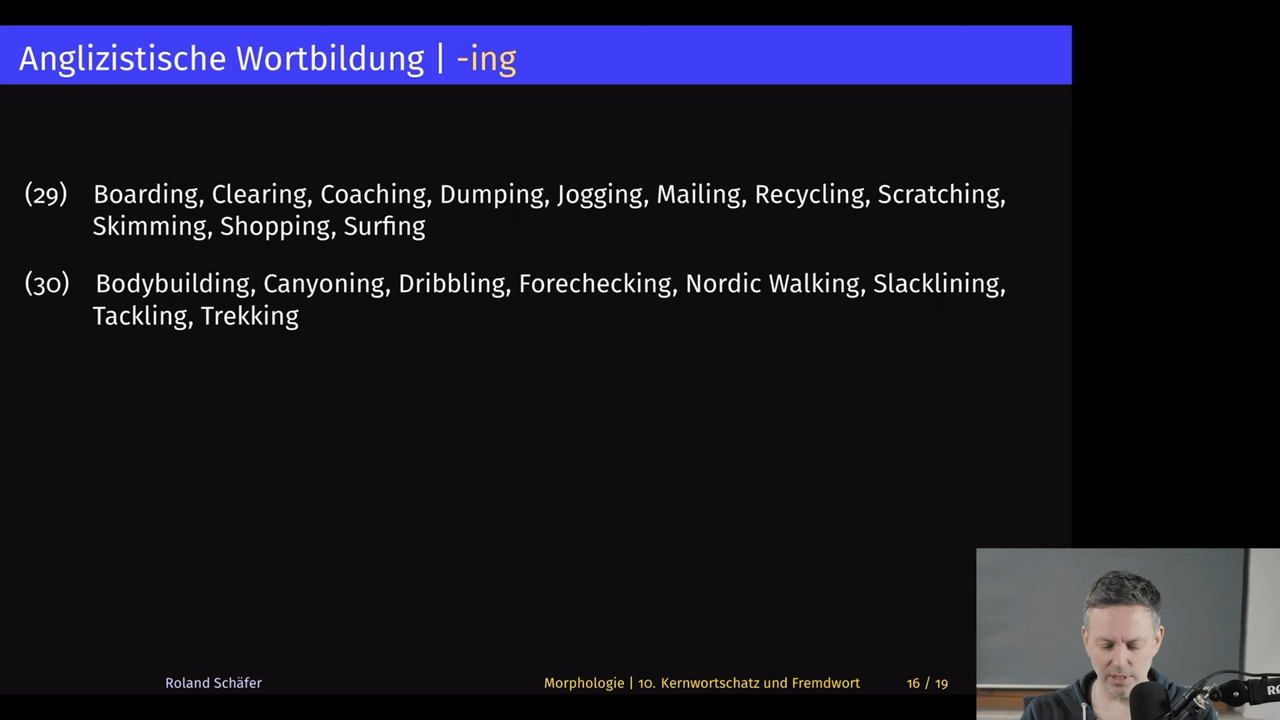 Anglizistische Wortbildung | -ing
(29) Boarding, Clearing, Coaching, Dumping, Jogging, Mailing, Recycling, Scratching,
Skimming, Shopping, Surfing
(30) Bodybuilding, Canyoning, Dribbling, Forechecking, Nordic Walking, Slacklining,
Tackling, Trekking
Roland Schäfer
Morphologie | 10. Kernwortschatz und Fremdwort
16 / 19